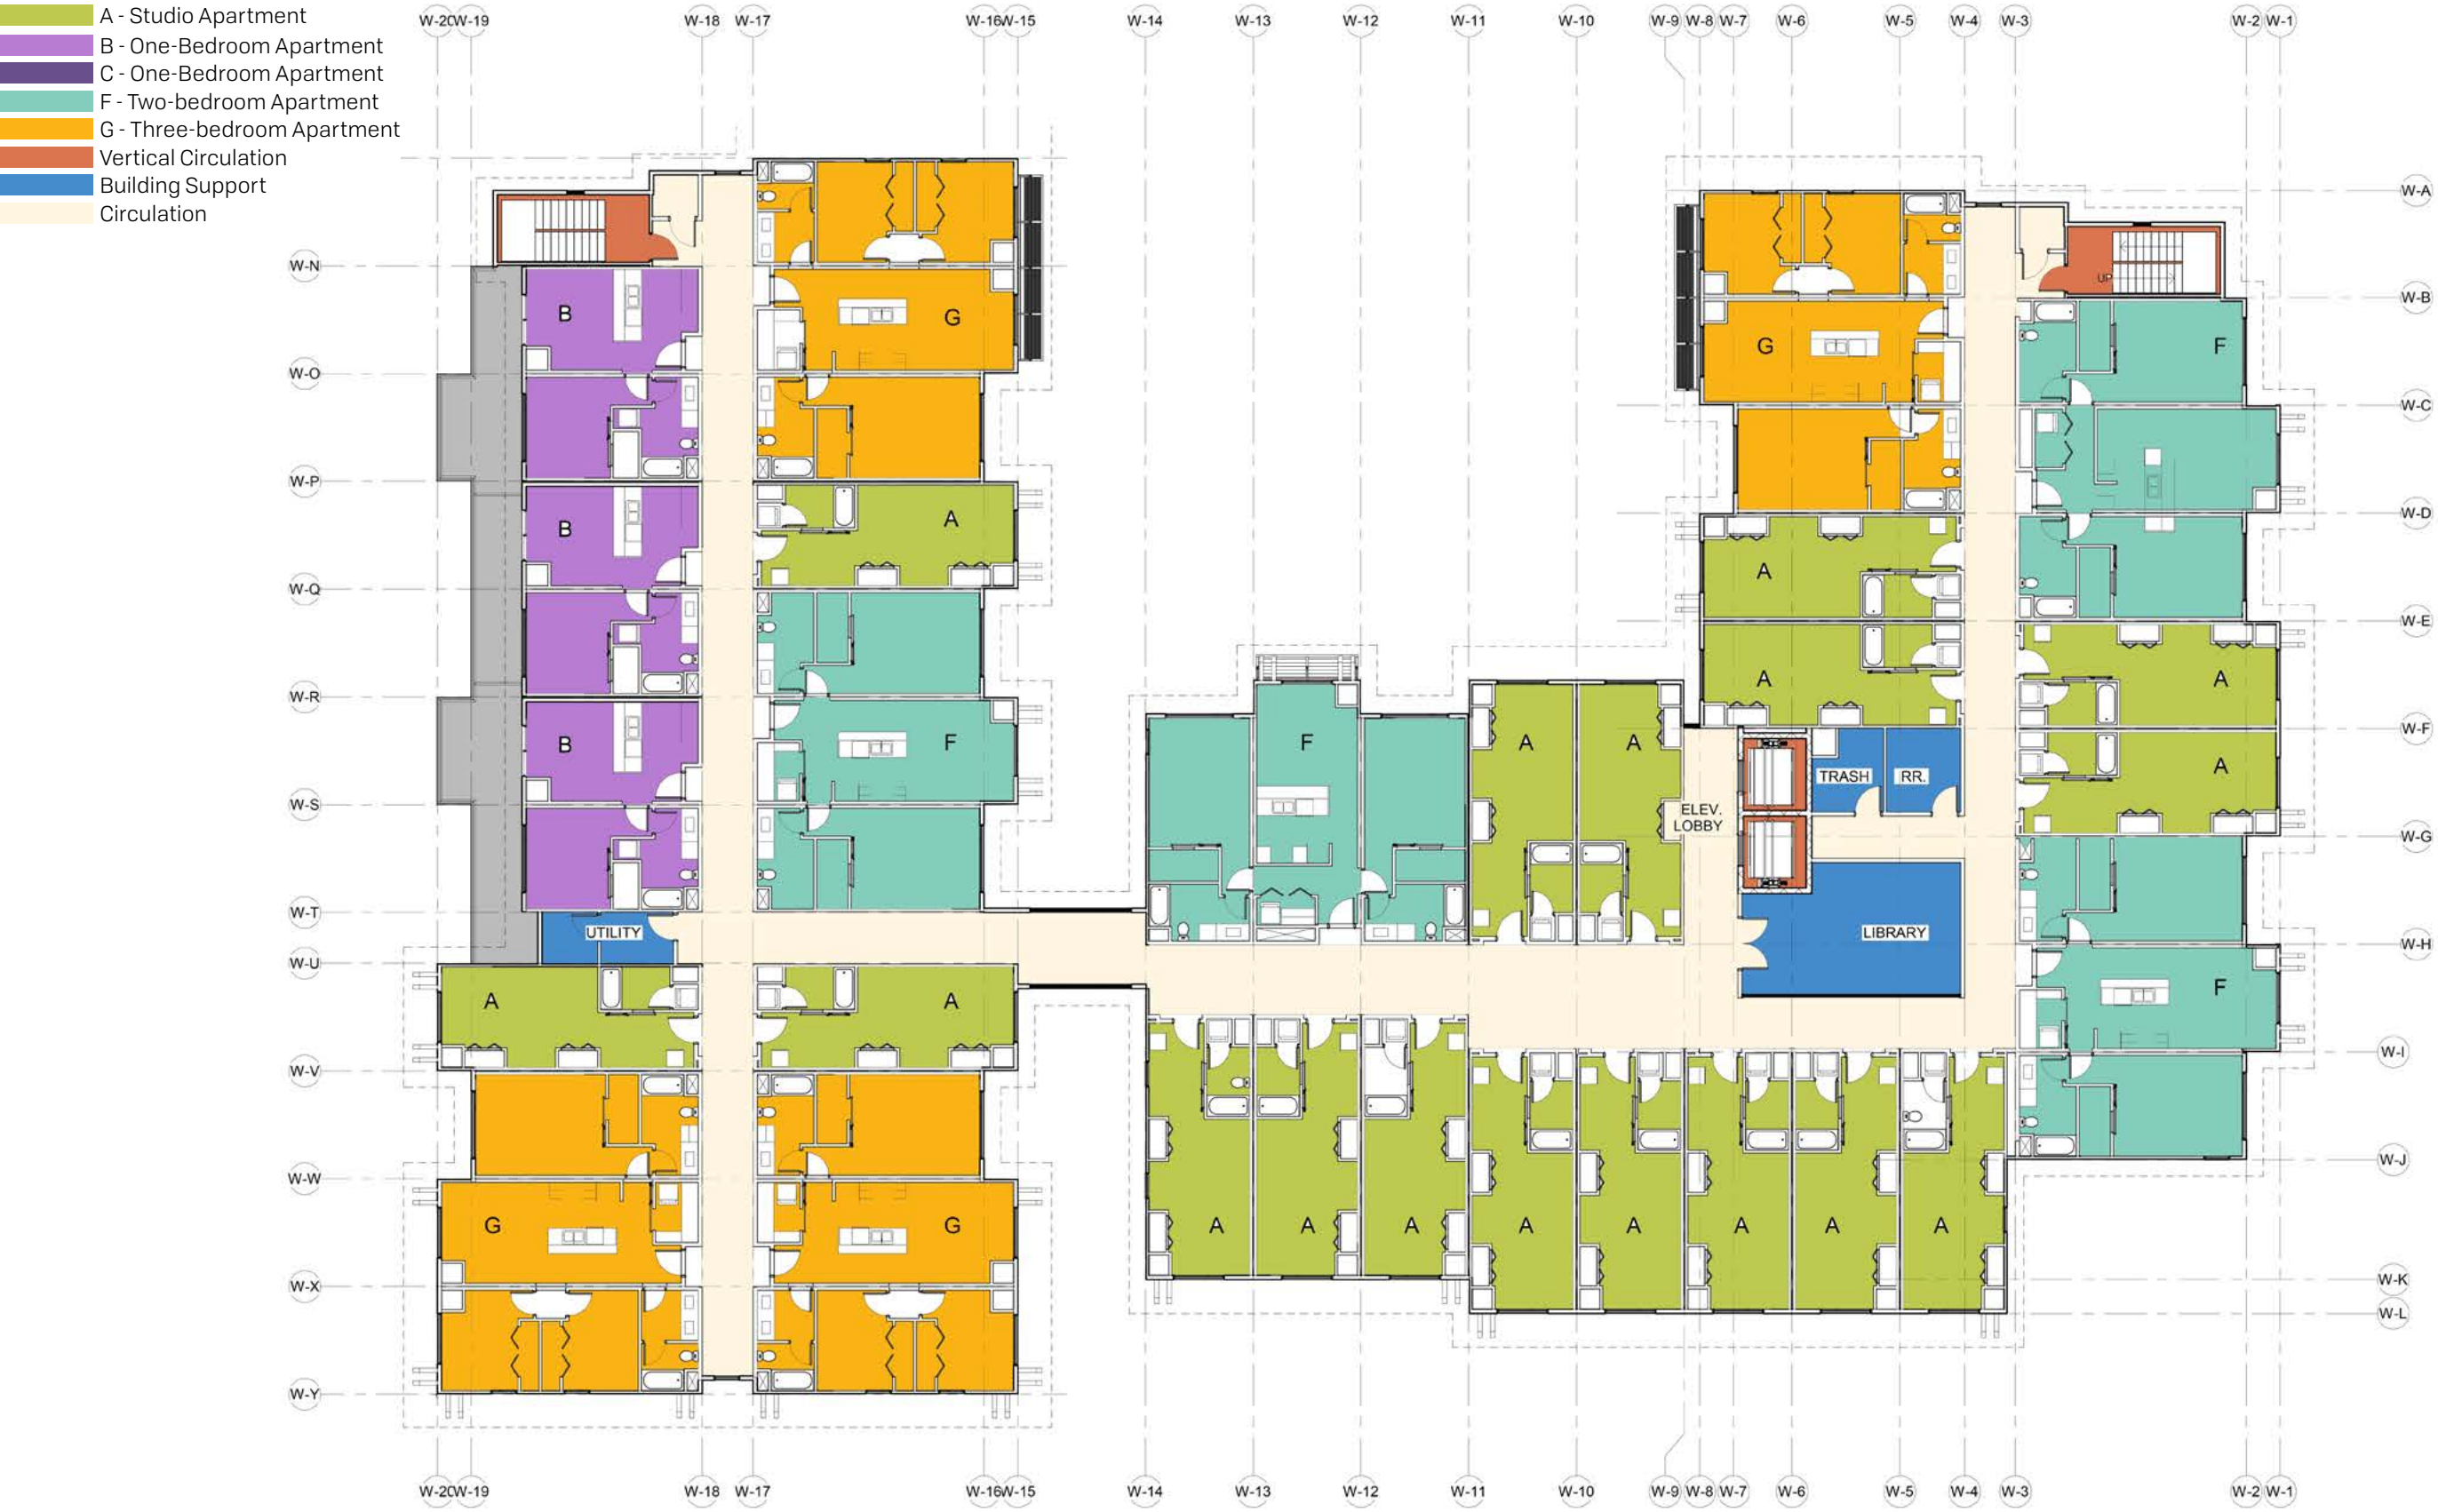 A - Studio Apartment
B - One-Bedroom Apartment
C - One-Bedroom Apartment
F - Two-bedroom Apartment
G - Three-bedroom Apartment
Vertical Circulation
Building Support
Circulation
W-20 W-19 W-18 W-17 W-16 W-15 W-14 W-13 W-12 W-11 W-10 W-9 W-8 W-7 W-6 W-5 W-4 W-3 W-2 W-1
W-A
W-N
UP
W-B
B G
G F
W-O
W-C
W-P
W-D
B A
A
W-Q
W-E
W-R
A A
W-F
B F F A A
TRASH RR. A
W-S
ELEV.
LOBBY
W-G
W-T
UTILITY LIBRARY
W-H
W-U
A A F
W-I
W-V
W-J
W-W
G G A A A A A A A A
W-K
W-X
W-L
W-Y
W-20 W-19 W-18 W-17 W-16 W-15 W-14 W-13 W-12 W-11 W-10 W-9 W-8 W-7 W-6 W-5 W-4 W-3 W-2 W-1